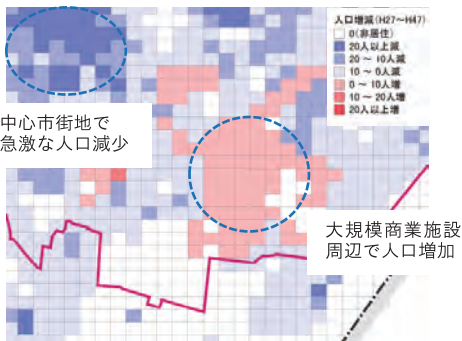 人口増減(H27～H47)
0(非居住)
20人以上減
20～10人減
10～0人減
0～10人増
10～20人増
20人以上増
中心市街地で
急激な人口減少
大規模商業施設
周辺で人口増加